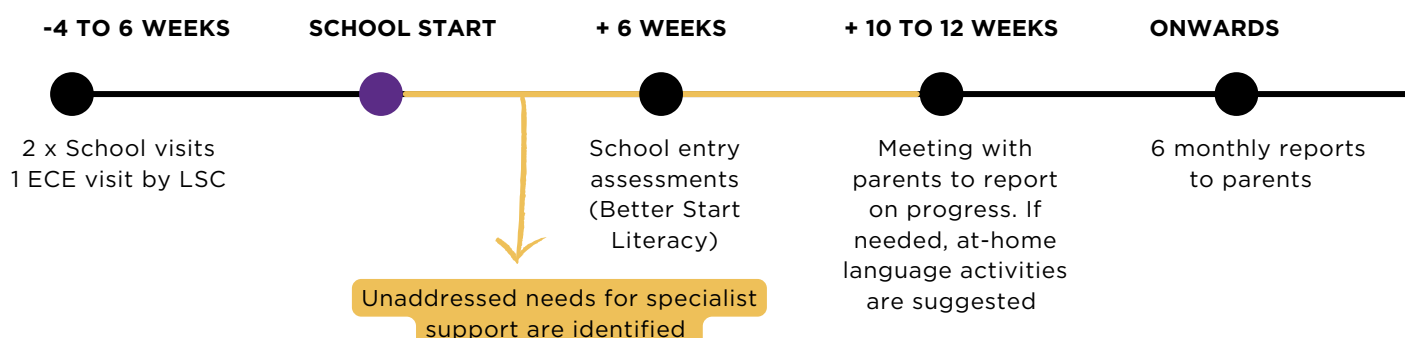 -4 TO 6 WEEKS
SCHOOL START
+ 6 WEEKS
+ 10 TO 12 WEEKS
ONWARDS
2 x School visits
1 ECE visit by LSC
School entry
assessments
(Better Start
Literacy)
Meeting with
parents to report
on progress. If
needed, at-home
language activities
are suggested
6 monthly reports
to parents
Unaddressed needs for specialist
support are identified